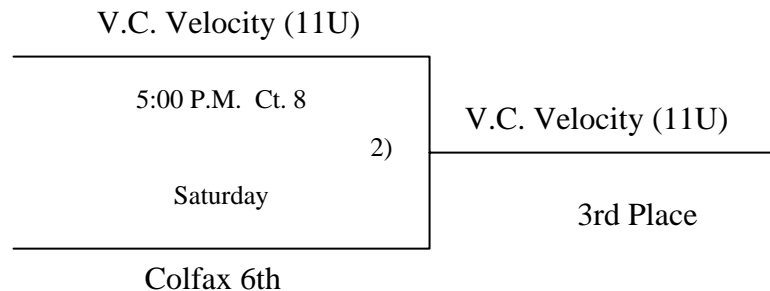 V.C. Velocity (11U)
5:00 P.M.  Ct. 8
V.C. Velocity (11U)
2)
Saturday
3rd Place
Colfax 6th